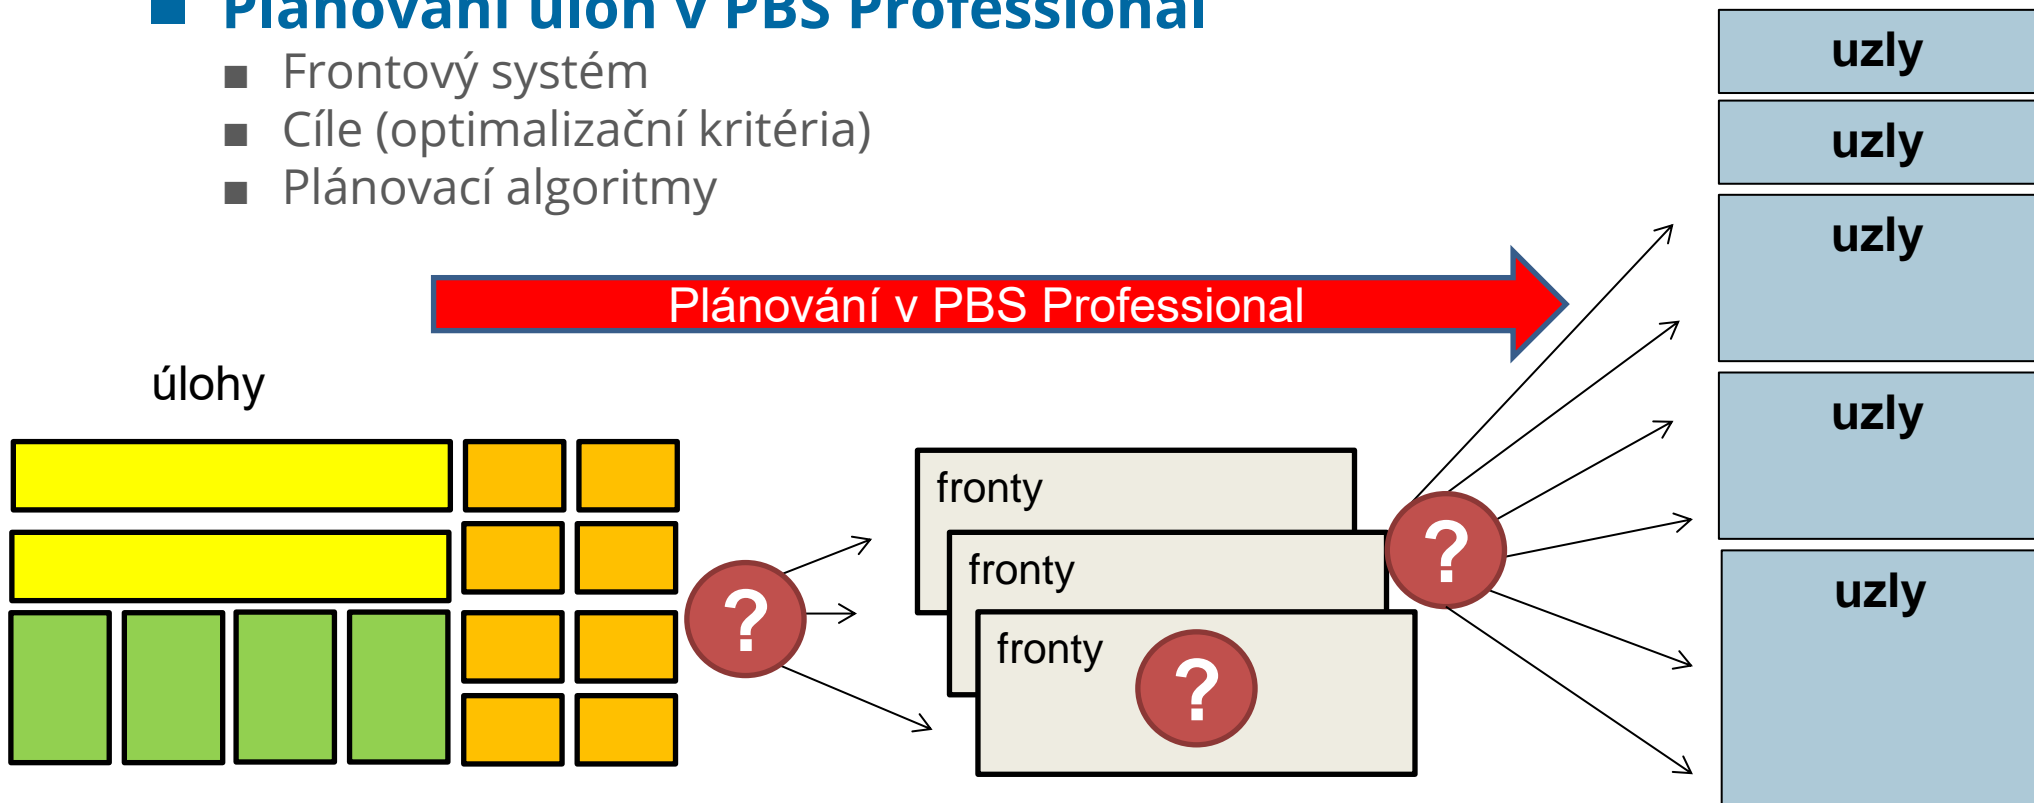 Plánování úloh v PBS Professional
Frontový systém
Cíle (optimalizační kritéria)
Plánovací algoritmy
Plánování v PBS Professional
úlohy
fronty
fronty
fronty
?
?
?
uzly
uzly
uzly
uzly
uzly